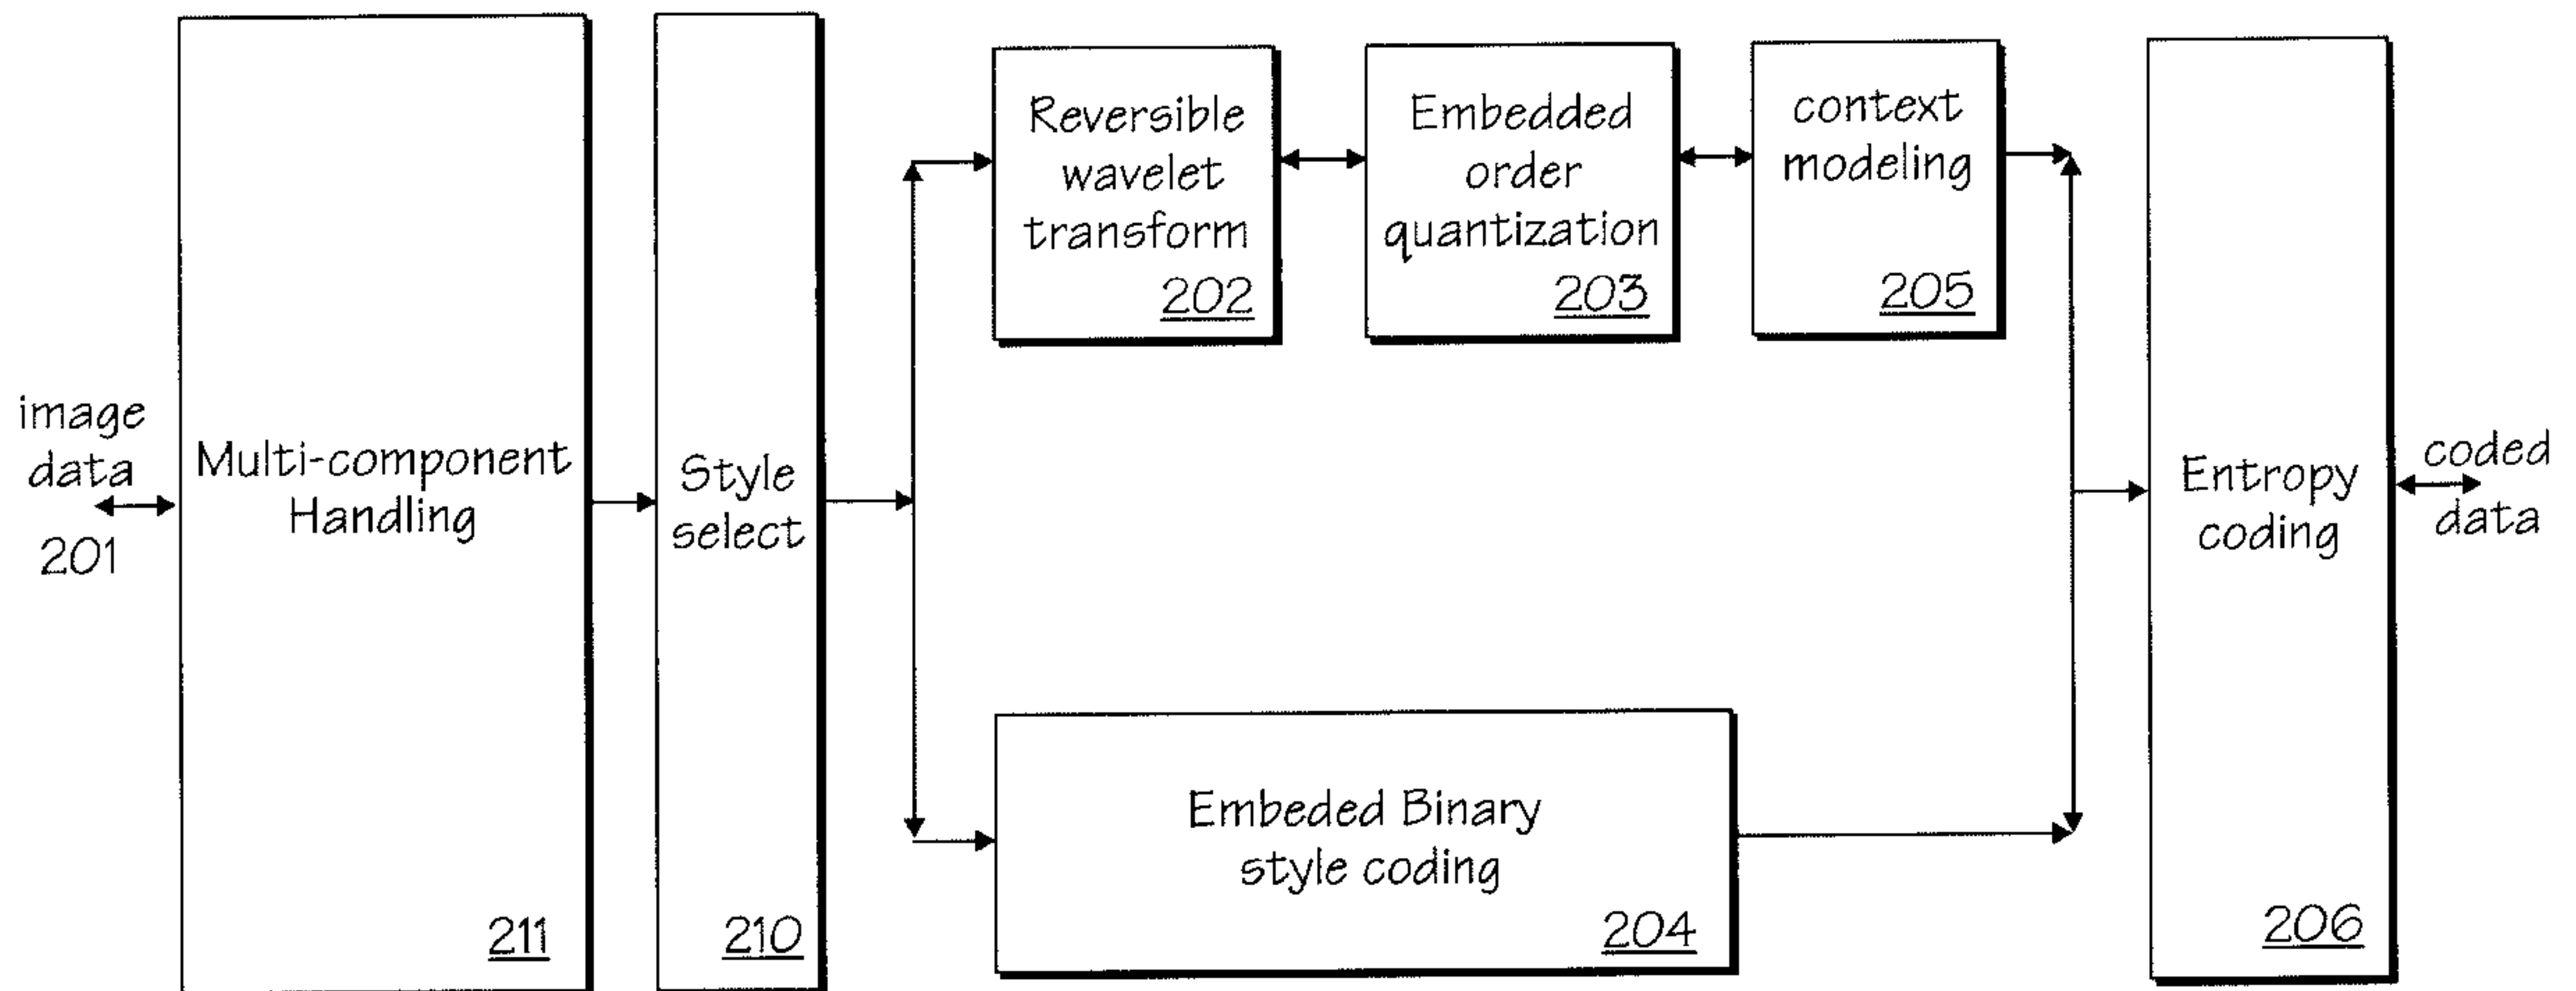 image
data
201
Multi-component
Handling
211
Style
select
210
Reversible
wavelet
transform
202
Embedded
order
quantization
203
context
modeling
205
Embeded Binary
style coding
204
Entropy
coding
206
coded
data